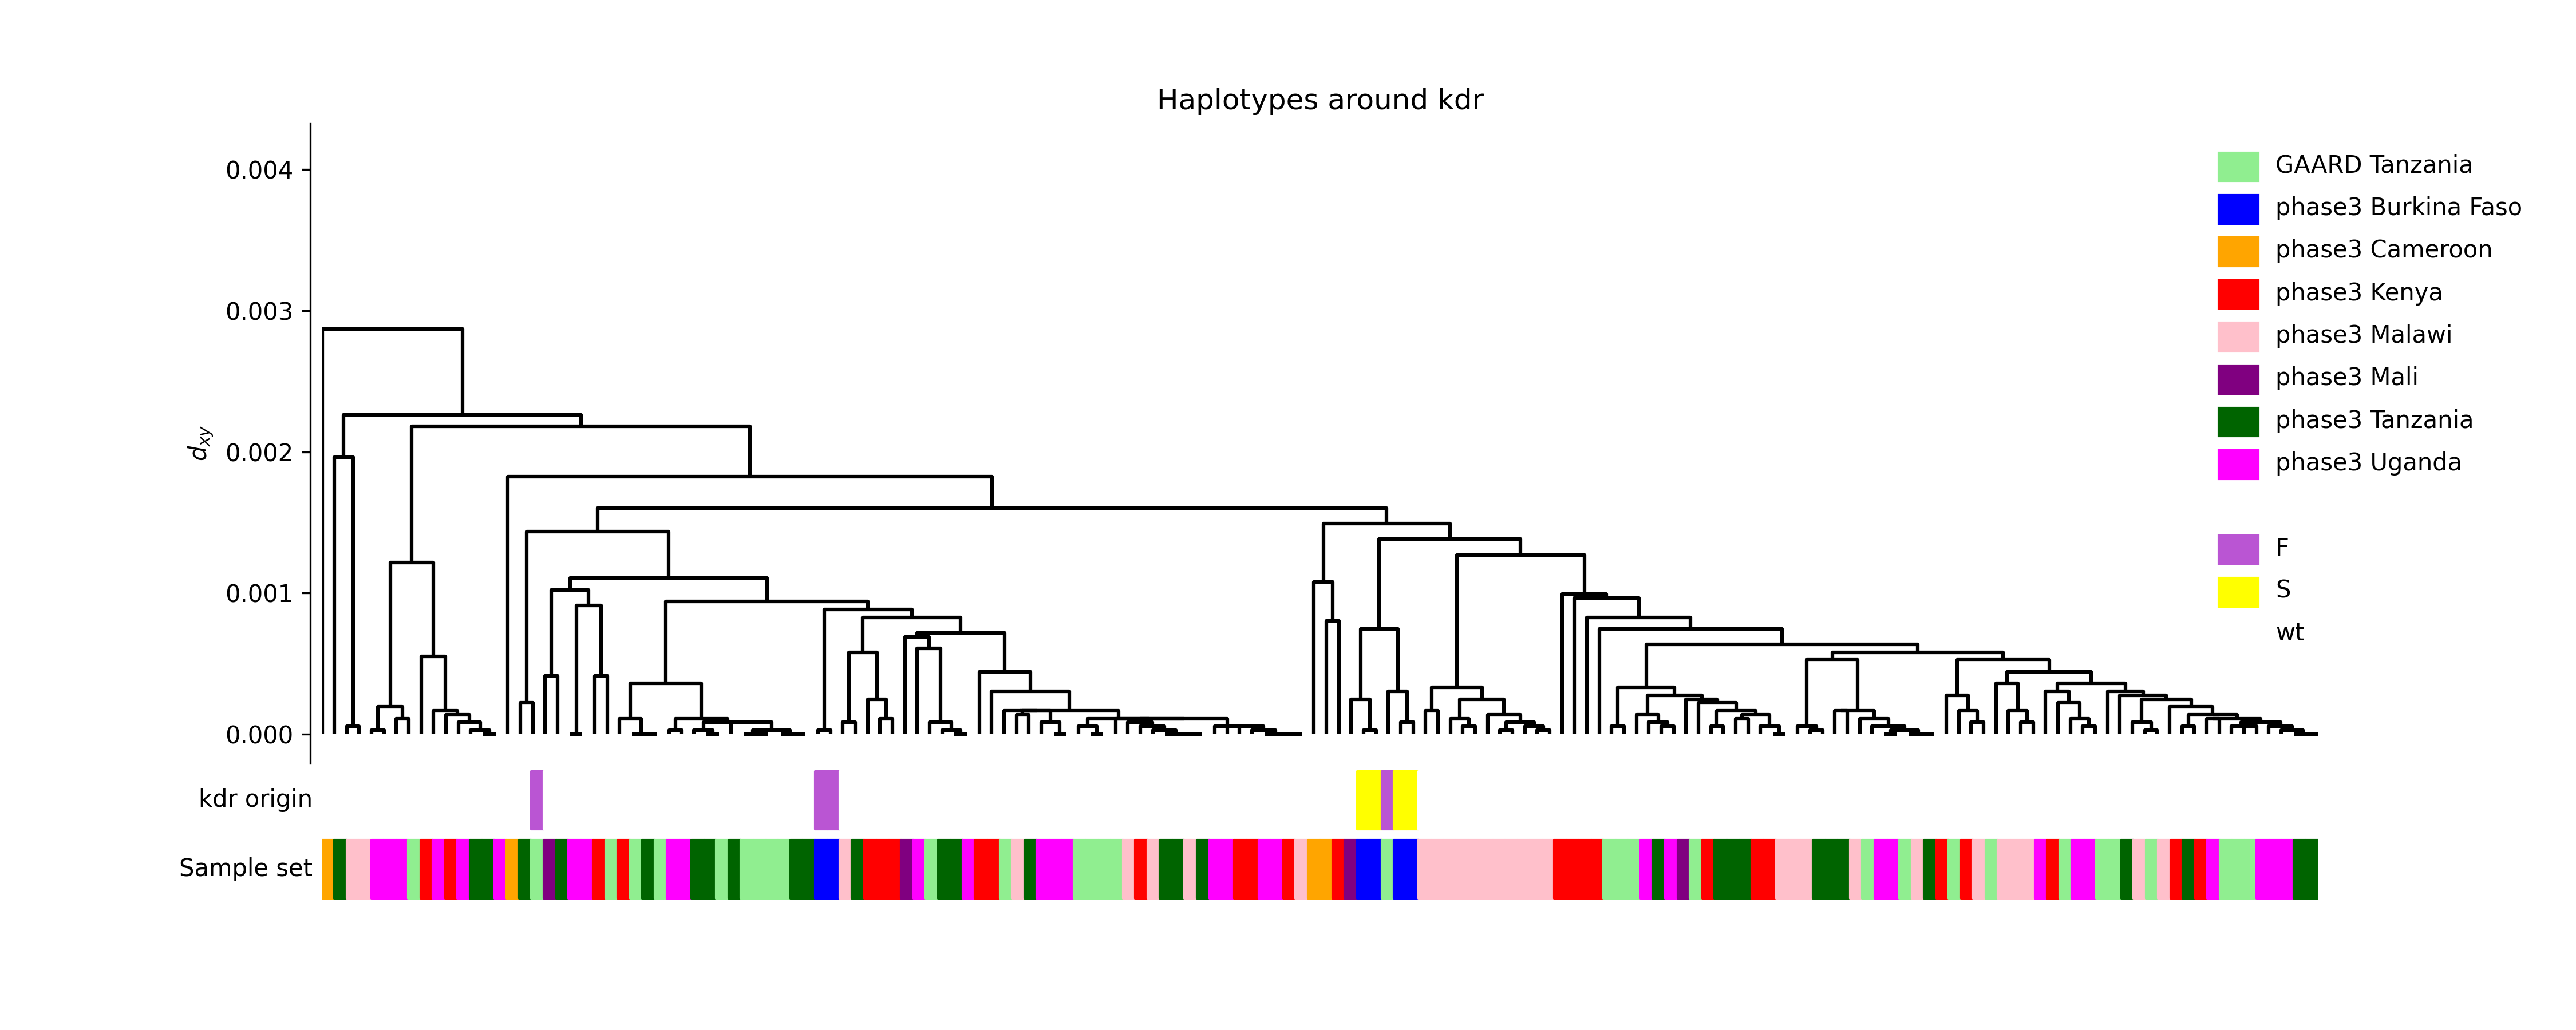 Haplotypes around kdr
0.004
0.003
0.002
0.001
0.000
dxy
kdr origin
Sample set
GAARD Tanzania
phase3 Burkina Faso
phase3 Cameroon
phase3 Kenya
phase3 Malawi
phase3 Mali
phase3 Tanzania
phase3 Uganda
F
S
wt